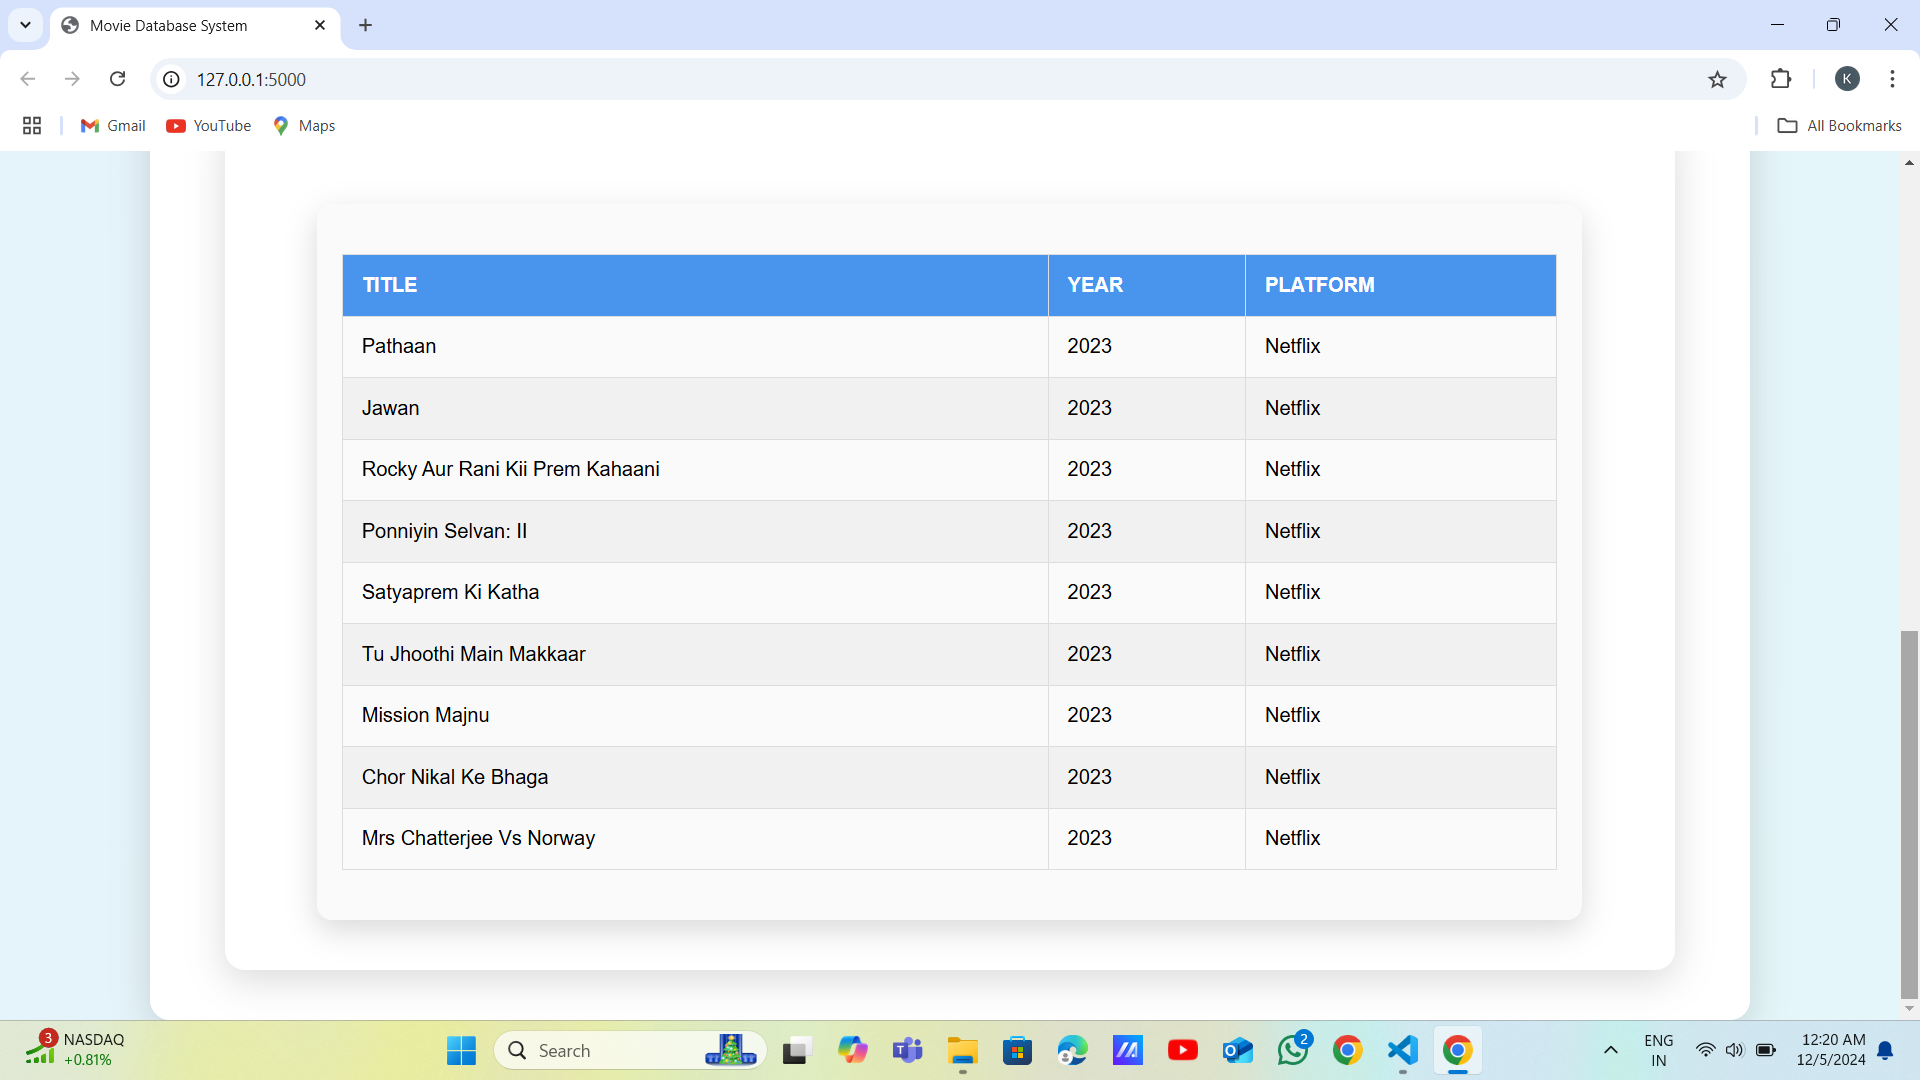 Movie Database System
127.0.0.1:5000
K
Gmail YouTube Maps All Bookmarks
TITLE YEAR PLATFORM
Pathaan 2023 Netflix
Jawan 2023 Netflix
Rocky Aur Rani Kii Prem Kahaani 2023 Netflix
Ponniyin Selvan: II 2023 Netflix
Satyaprem Ki Katha 2023 Netflix
Tu Jhoothi Main Makkaar 2023 Netflix
Mission Majnu 2023 Netflix
Chor Nikal Ke Bhaga 2023 Netflix
Mrs Chatterjee Vs Norway 2023 Netflix
3 NASDAQ
+0.81%
Search
2
ENG
IN
12:20 AM
12/5/2024